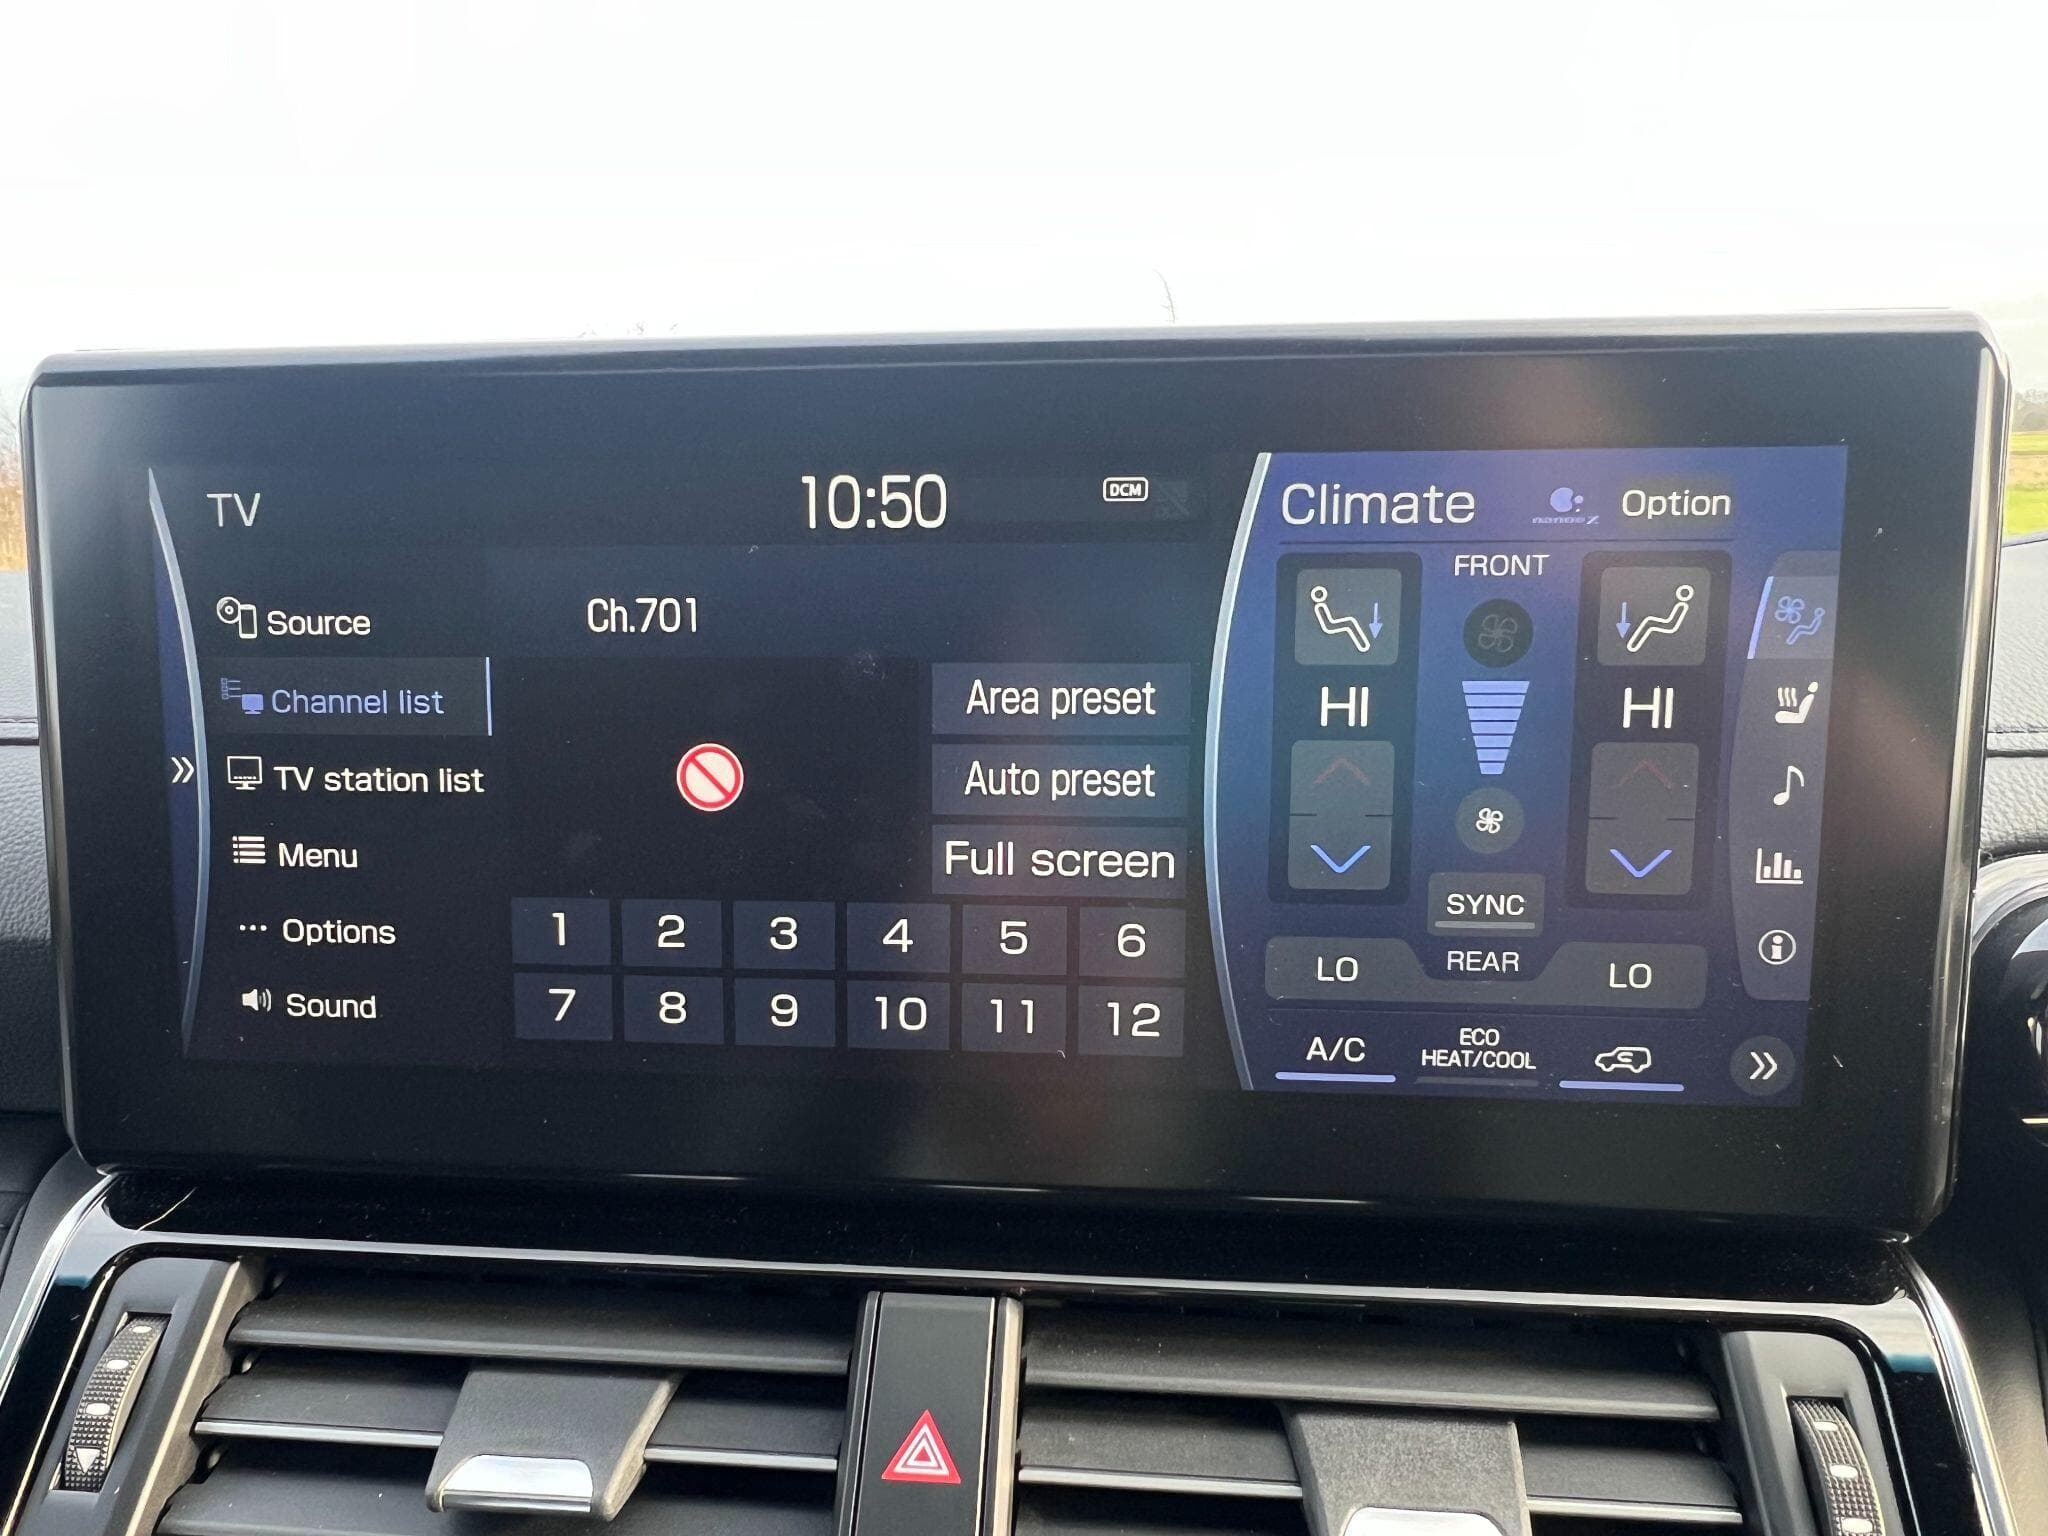 TV
10:50
DCM
Source
Channel list
TV station list
Menu
Options
Sound
Ch.701
Area preset
Auto preset
Full screen
1 2 3 4 5 6
7 8 9 10 11 12
Climate
nanoe X
Option
FRONT
HI
HI
SYNC
LO
REAR
LO
A/C
ECO
HEAT/COOL